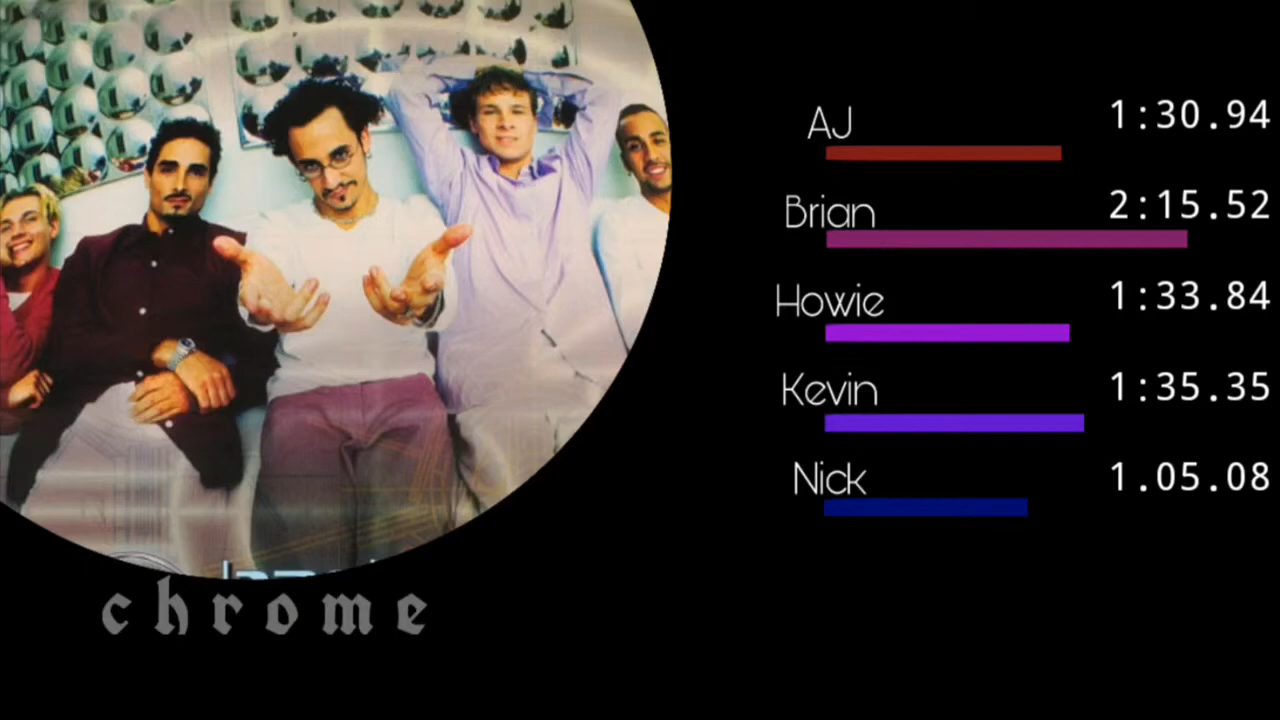 AJ 1:30.94
Brian 2:15.52
Howie 1:33.84
Kevin 1:35.35
Nick 1.05.08
chrome